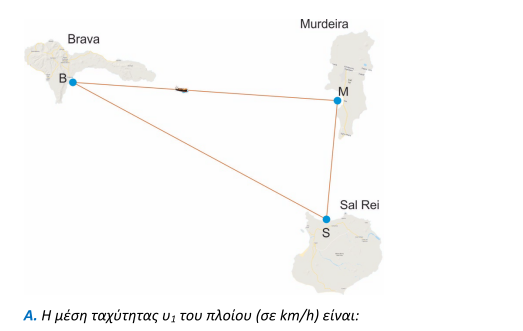 Murdeira
Brava
B
M
Sal Rei
S
A. Η μέση ταχύτητας υ₁ του πλοίου (σε km/h) είναι: